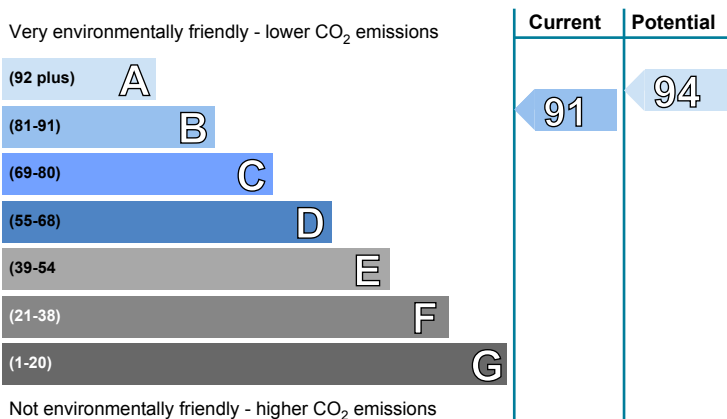 Current Potential
Very environmentally friendly - lower CO2 emissions
(92 plus) A
94
(81-91) B
91
(69-80) C
(55-68) D
(39-54 E
(21-38) F
(1-20) G
Not environmentally friendly - higher CO2 emissions